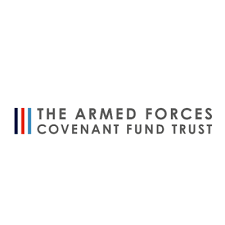 THE ARMED FORCES
COVENANT FUND TRUST